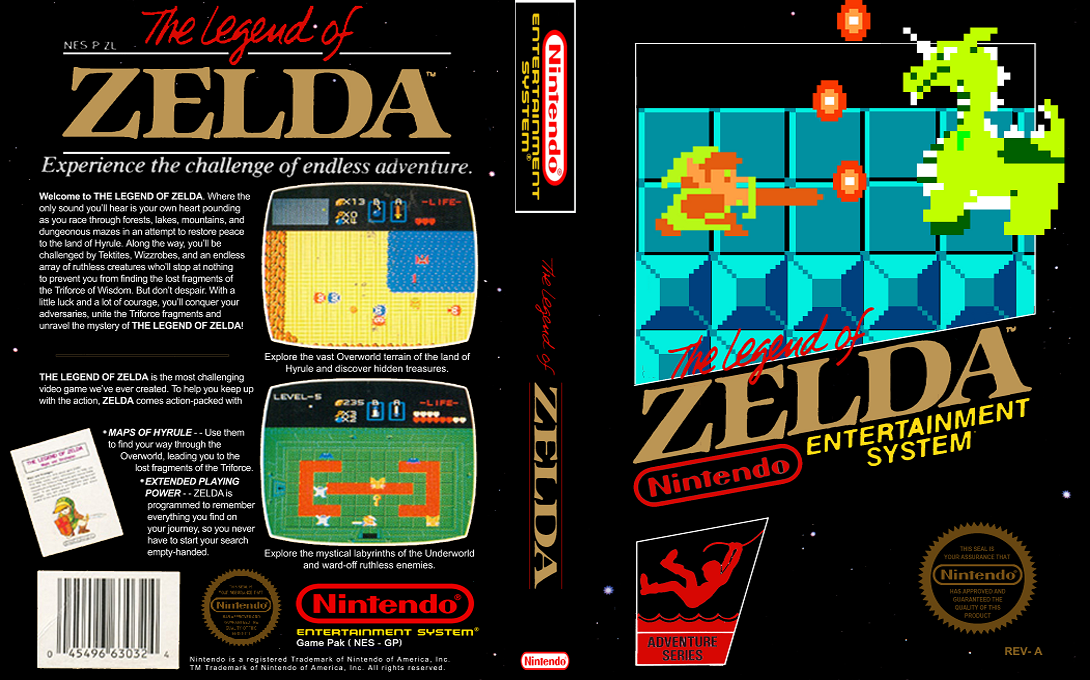 The Legend of
NES P ZL
ZELDA™
Experience the challenge of endless adventure.
Welcome to THE LEGEND OF ZELDA. Where the
only sound you'll hear is your own heart pounding
as you race through forests, lakes, mountains, and
dungeonous mazes in an attempt to restore peace
to the land of Hyrule. Along the way, you'll be
challenged by Tektites, Wizzrobes, and an endless
array of ruthless creatures who'll stop at nothing
to prevent you from finding the lost fragments of
the Triforce of Wisdom. But don't despair. With a
little luck and a lot of courage, you'll conquer your
adversaries, unite the Triforce fragments and
unravel the mystery of THE LEGEND OF ZELDA!
X13
X0
X4
B
A
-LIFE-
Explore the vast Overworld terrain of the land of
Hyrule and discover hidden treasures.
THE LEGEND OF ZELDA is the most challenging
video game we've ever created. To help you keep up
with the action, ZELDA comes action-packed with
THE LEGEND OF ZELDA
• MAPS OF HYRULE - - Use them
to find your way through the
Overworld, leading you to the
lost fragments of the Triforce.
• EXTENDED PLAYING
POWER - - ZELDA is
programmed to remember
everything you find on
your journey, so you never
have to start your search
empty-handed.
LEVEL-5
235
X3
X2
B
A
-LIFE-
Explore the mystical labyrinths of the Underworld
and ward-off ruthless enemies.
0 45496 63032 4
Nintendo
Nintendo®
ENTERTAINMENT SYSTEM®
Game Pak ( NES - GP)
Nintendo is a registered Trademark of Nintendo of America, Inc.
TM Trademark of Nintendo of America, Inc. All rights reserved.
Nintendo®
ENTERTAINMENT
SYSTEM®
The Legend of
ZELDA
Nintendo
The Legend of
ZELDA™
Nintendo
ENTERTAINMENT
SYSTEM
ADVENTURE
SERIES
THIS SEAL IS
YOUR ASSURANCE THAT
Nintendo
HAS APPROVED AND
GUARANTEED THE
QUALITY OF THIS
PRODUCT
REV- A